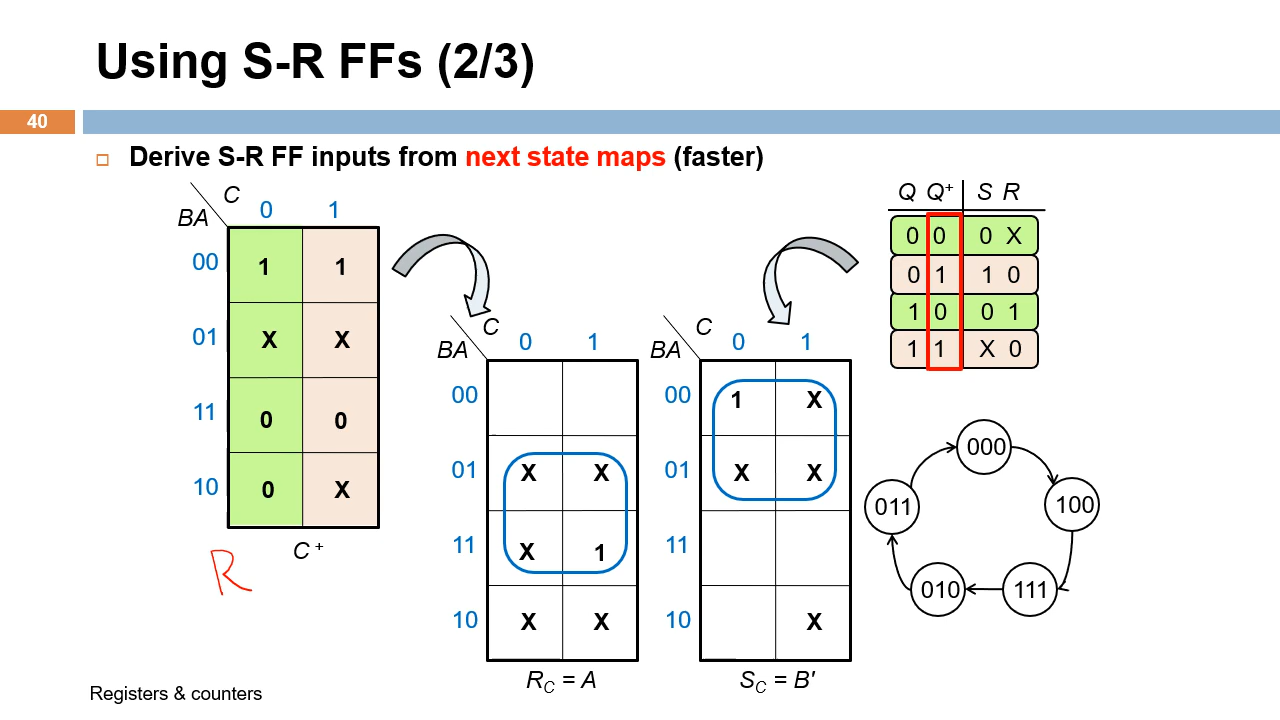 Using S-R FFs (2/3)
40
Derive S-R FF inputs from next state maps (faster)
C
BA
0 1
00 1 1
01 X X
11 0 0
10 0 X
C+
R
C
BA
0 1
00
01 X X
11 X 1
10 X X
RC = A
C
BA
0 1
00 1 X
01 X X
11
10 X
SC = B'
Q Q+ S R
0 0 0 X
0 1 1 0
1 0 0 1
1 1 X 0
000
011
100
010
111
Registers & counters